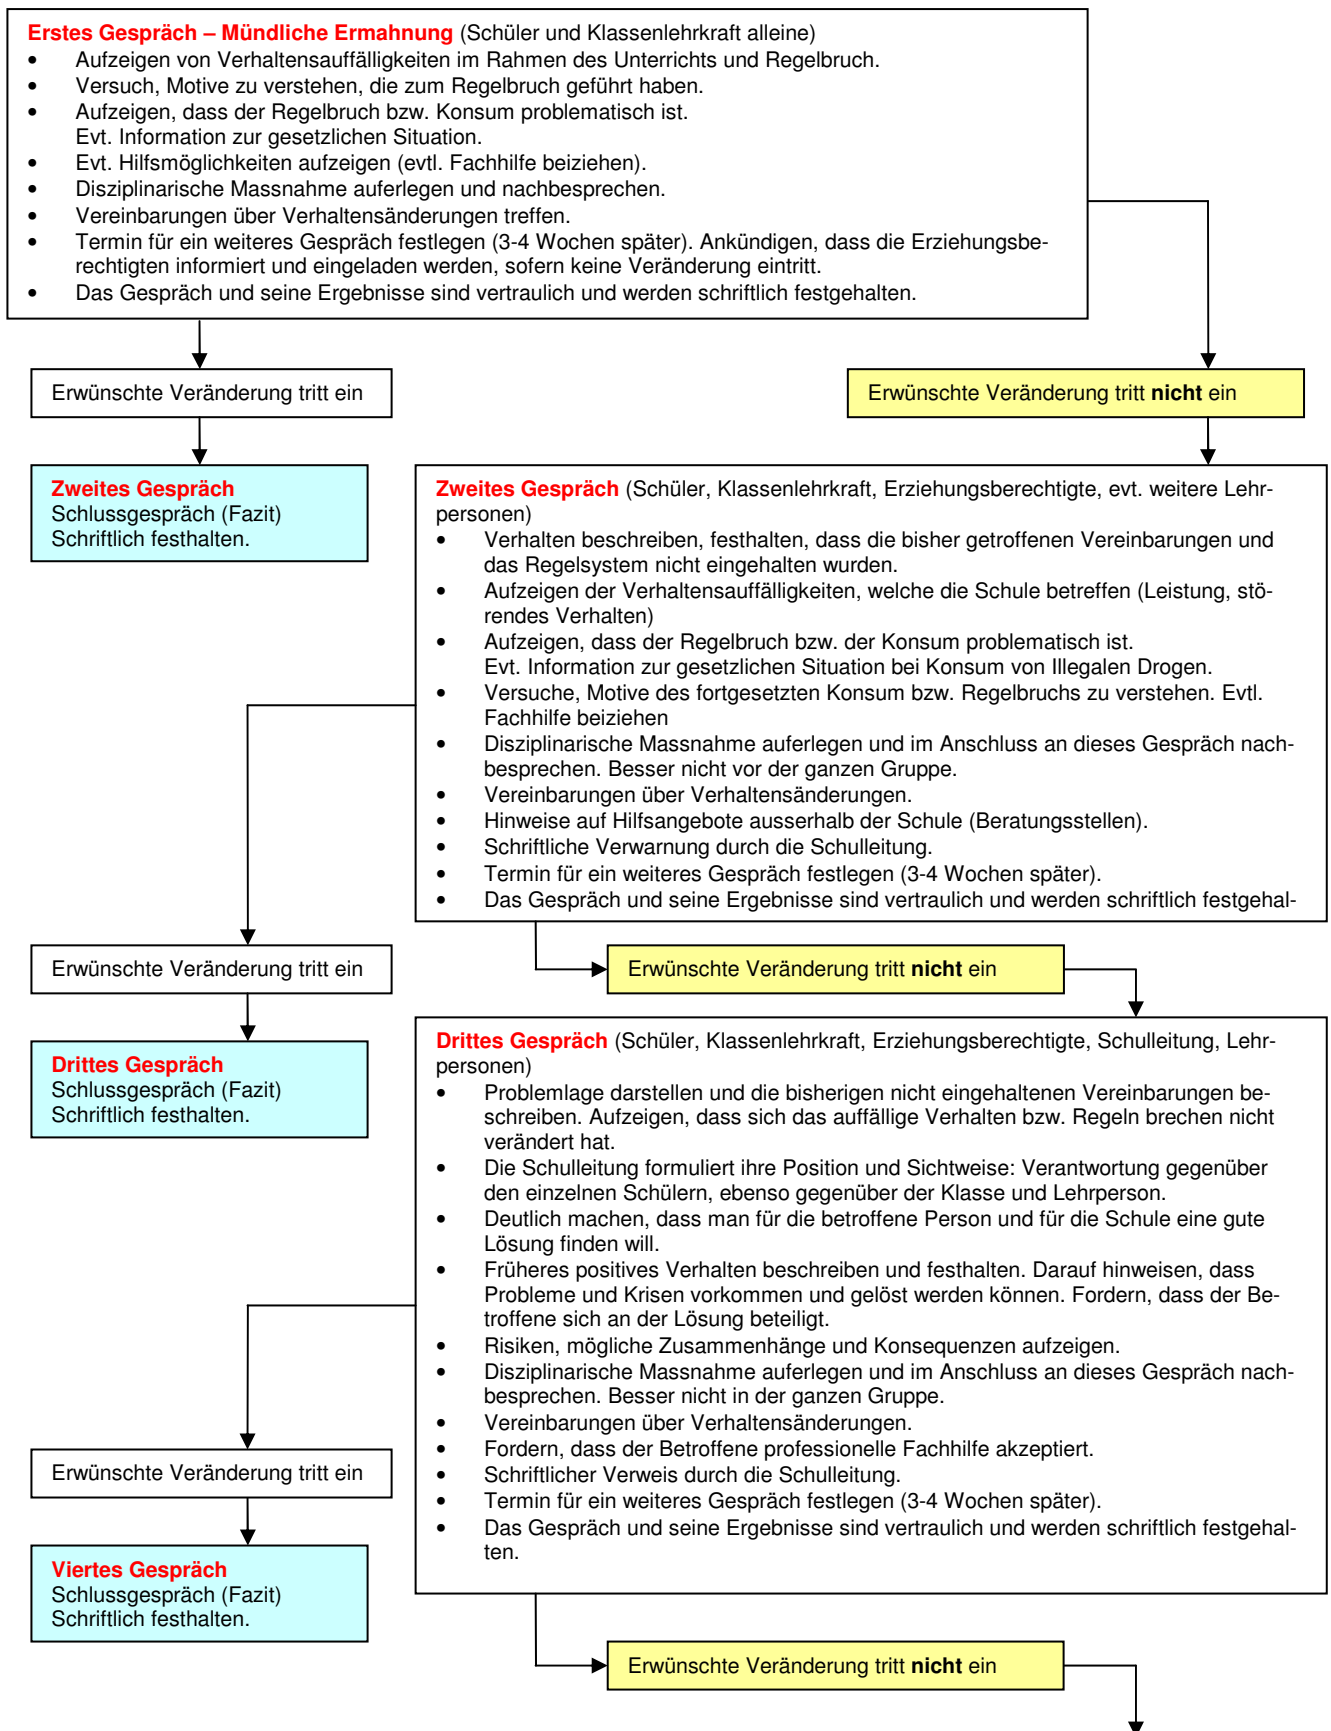 Erstes Gespräch – Mündliche Ermahnung (Schüler und Klassenlehrkraft alleine)
• Aufzeigen von Verhaltensauffälligkeiten im Rahmen des Unterrichts und Regelbruch.
• Versuch, Motive zu verstehen, die zum Regelbruch geführt haben.
• Aufzeigen, dass der Regelbruch bzw. Konsum problematisch ist.
Evt. Information zur gesetzlichen Situation.
• Evt. Hilfsmöglichkeiten aufzeigen (evtl. Fachhilfe beiziehen).
• Disziplinarische Massnahme auferlegen und nachbesprechen.
• Vereinbarungen über Verhaltensänderungen treffen.
• Termin für ein weiteres Gespräch festlegen (3-4 Wochen später). Ankündigen, dass die Erziehungsbe-
rechtigten informiert und eingeladen werden, sofern keine Veränderung eintritt.
• Das Gespräch und seine Ergebnisse sind vertraulich und werden schriftlich festgehalten.
Erwünschte Veränderung tritt ein
Erwünschte Veränderung tritt nicht ein
Zweites Gespräch
Schlussgespräch (Fazit)
Schriftlich festhalten.
Zweites Gespräch (Schüler, Klassenlehrkraft, Erziehungsberechtigte, evt. weitere Lehr-
personen)
• Verhalten beschreiben, festhalten, dass die bisher getroffenen Vereinbarungen und
das Regelsystem nicht eingehalten wurden.
• Aufzeigen der Verhaltensauffälligkeiten, welche die Schule betreffen (Leistung, stö-
rendes Verhalten)
• Aufzeigen, dass der Regelbruch bzw. der Konsum problematisch ist.
Evt. Information zur gesetzlichen Situation bei Konsum von Illegalen Drogen.
• Versuche, Motive des fortgesetzten Konsum bzw. Regelbruchs zu verstehen. Evtl.
Fachhilfe beiziehen
• Disziplinarische Massnahme auferlegen und im Anschluss an dieses Gespräch nach-
besprechen. Besser nicht vor der ganzen Gruppe.
• Vereinbarungen über Verhaltensänderungen.
• Hinweise auf Hilfsangebote ausserhalb der Schule (Beratungsstellen).
• Schriftliche Verwarnung durch die Schulleitung.
• Termin für ein weiteres Gespräch festlegen (3-4 Wochen später).
• Das Gespräch und seine Ergebnisse sind vertraulich und werden schriftlich festgehal-
Erwünschte Veränderung tritt ein
Erwünschte Veränderung tritt nicht ein
Drittes Gespräch
Schlussgespräch (Fazit)
Schriftlich festhalten.
Drittes Gespräch (Schüler, Klassenlehrkraft, Erziehungsberechtigte, Schulleitung, Lehr-
personen)
• Problemlage darstellen und die bisherigen nicht eingehaltenen Vereinbarungen be-
schreiben. Aufzeigen, dass sich das auffällige Verhalten bzw. Regeln brechen nicht
verändert hat.
• Die Schulleitung formuliert ihre Position und Sichtweise: Verantwortung gegenüber
den einzelnen Schülern, ebenso gegenüber der Klasse und Lehrperson.
• Deutlich machen, dass man für die betroffene Person und für die Schule eine gute
Lösung finden will.
• Früheres positives Verhalten beschreiben und festhalten. Darauf hinweisen, dass
Probleme und Krisen vorkommen und gelöst werden können. Fordern, dass der Be-
troffene sich an der Lösung beteiligt.
• Risiken, mögliche Zusammenhänge und Konsequenzen aufzeigen.
• Disziplinarische Massnahme auferlegen und im Anschluss an dieses Gespräch nach-
besprechen. Besser nicht in der ganzen Gruppe.
• Vereinbarungen über Verhaltensänderungen.
• Fordern, dass der Betroffene professionelle Fachhilfe akzeptiert.
• Schriftlicher Verweis durch die Schulleitung.
• Termin für ein weiteres Gespräch festlegen (3-4 Wochen später).
• Das Gespräch und seine Ergebnisse sind vertraulich und werden schriftlich festgehal-
ten.
Erwünschte Veränderung tritt ein
Viertes Gespräch
Schlussgespräch (Fazit)
Schriftlich festhalten.
Erwünschte Veränderung tritt nicht ein